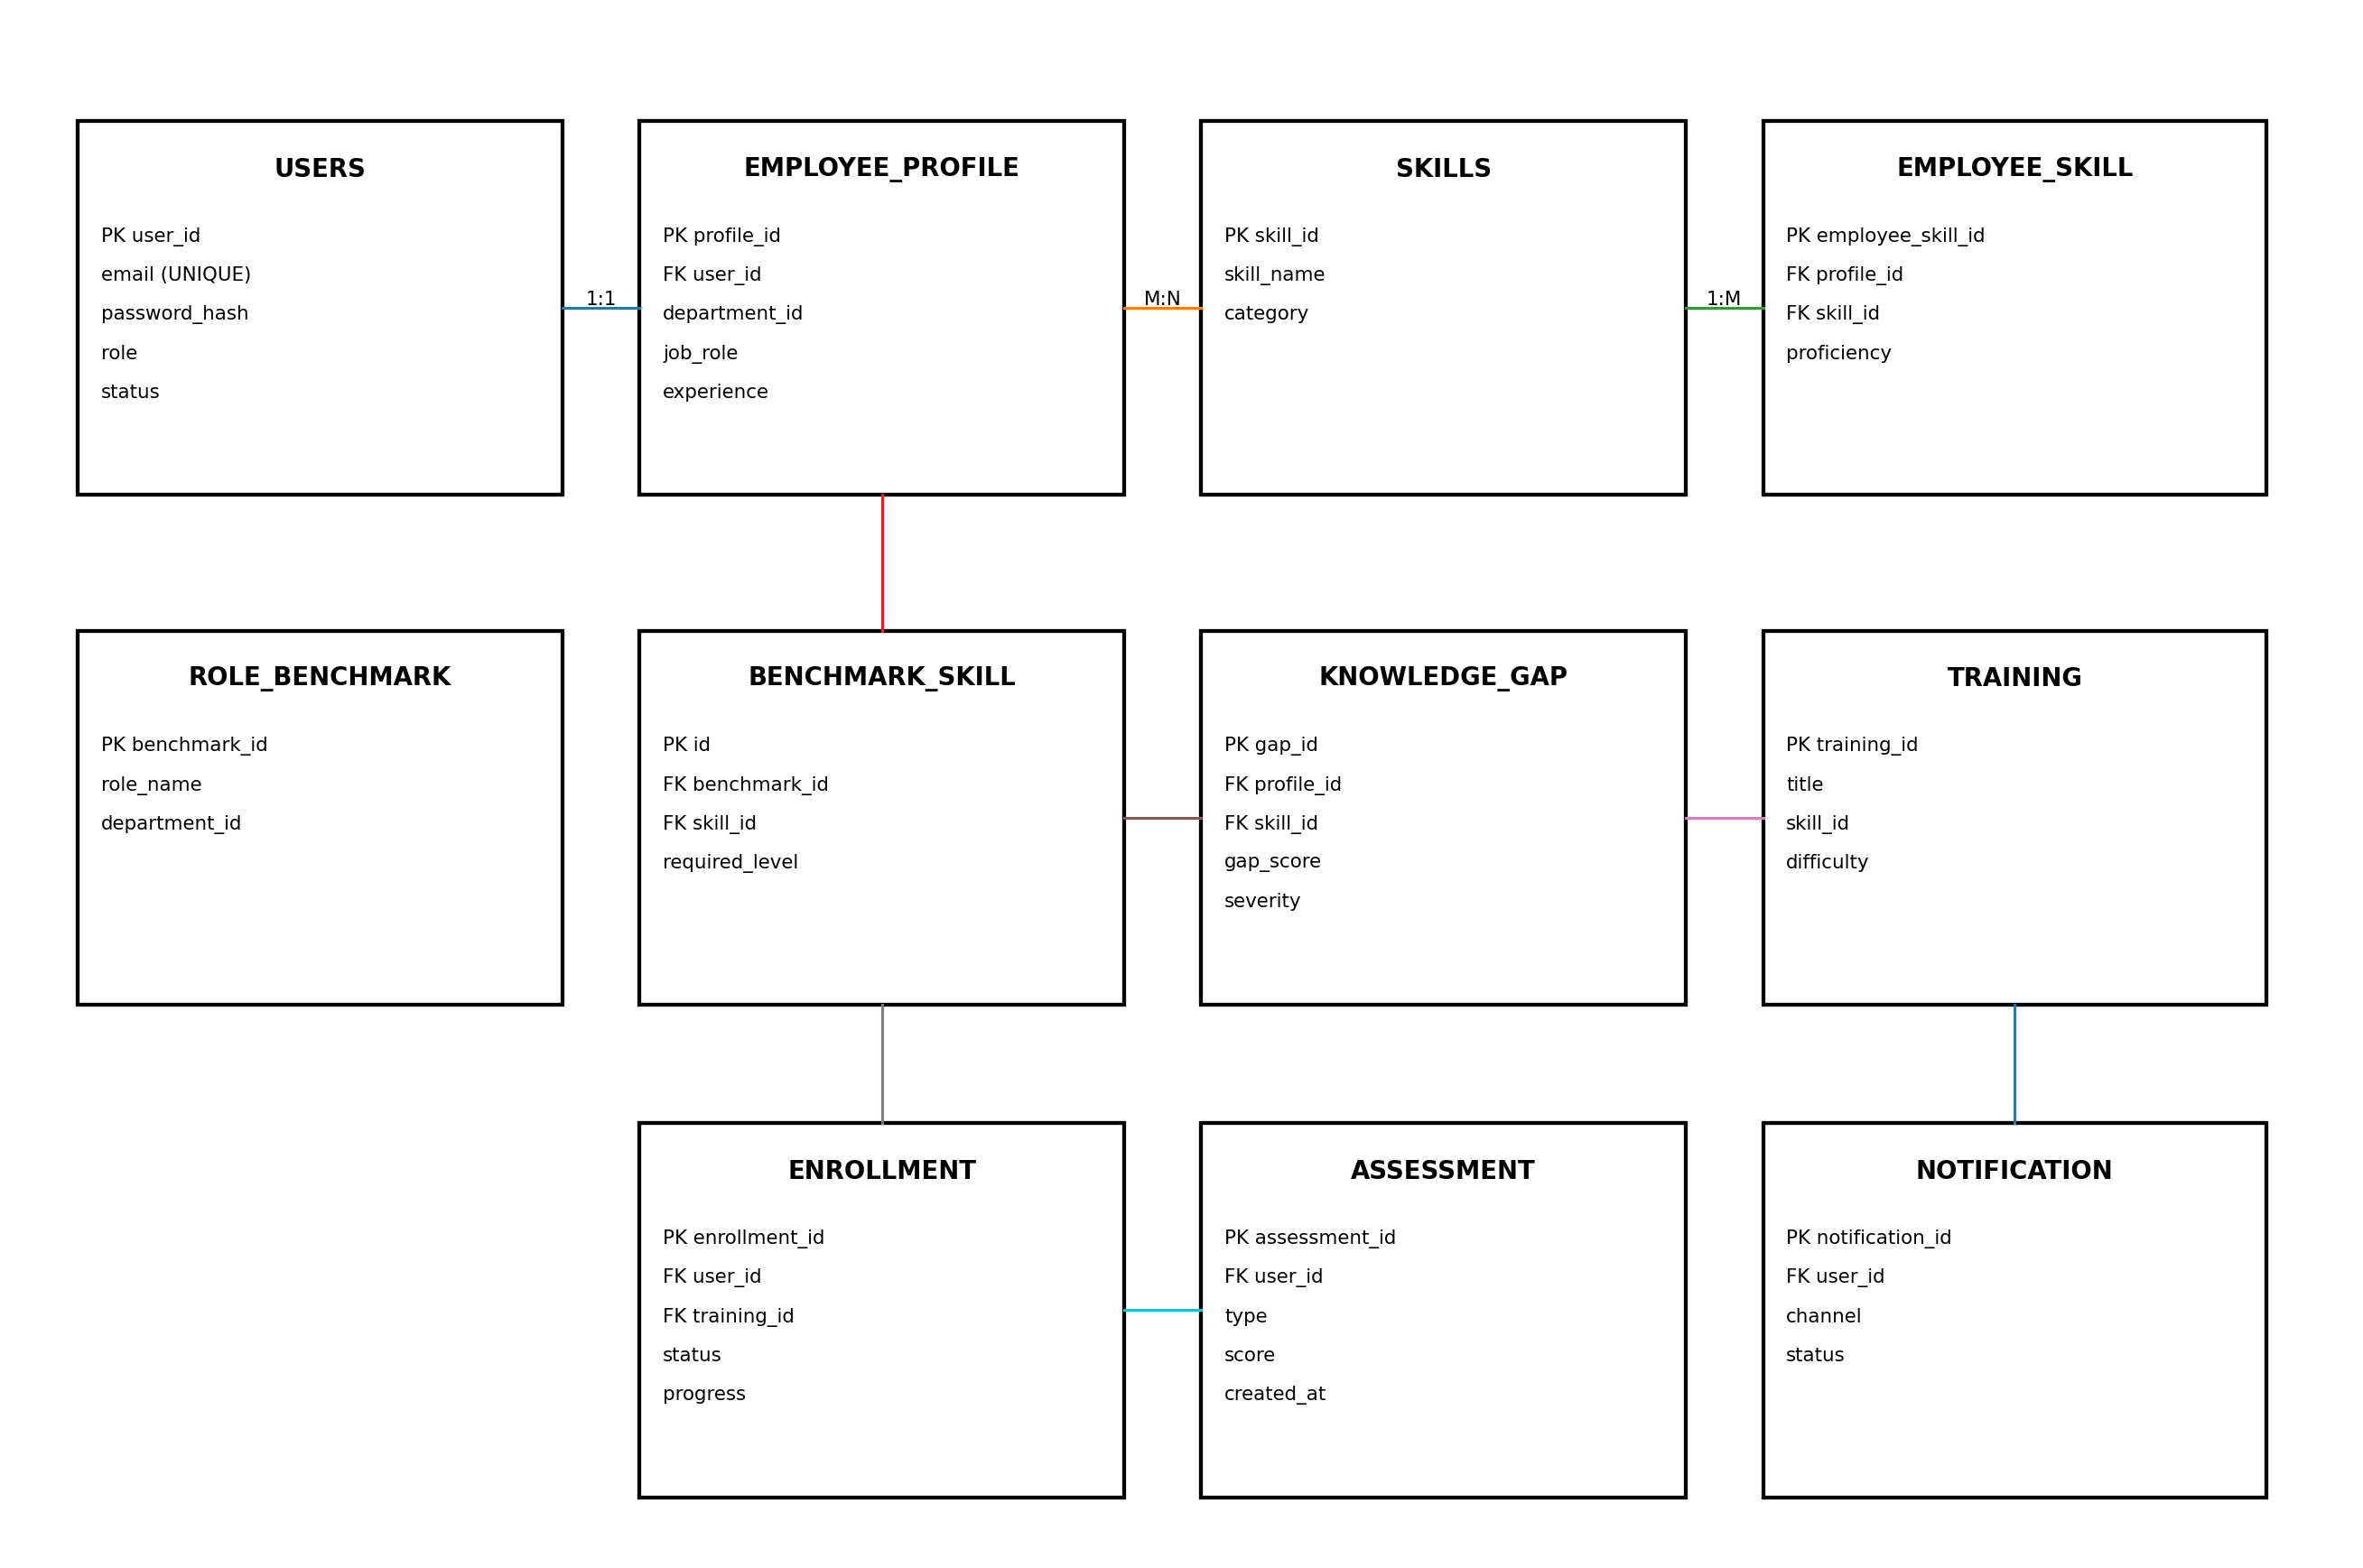 USERS
PK user_id
email (UNIQUE)
password_hash
role
status
1:1
EMPLOYEE_PROFILE
PK profile_id
FK user_id
department_id
job_role
experience
M:N
SKILLS
PK skill_id
skill_name
category
1:M
EMPLOYEE_SKILL
PK employee_skill_id
FK profile_id
FK skill_id
proficiency
ROLE_BENCHMARK
PK benchmark_id
role_name
department_id
BENCHMARK_SKILL
PK id
FK benchmark_id
FK skill_id
required_level
KNOWLEDGE_GAP
PK gap_id
FK profile_id
FK skill_id
gap_score
severity
TRAINING
PK training_id
title
skill_id
difficulty
ENROLLMENT
PK enrollment_id
FK user_id
FK training_id
status
progress
ASSESSMENT
PK assessment_id
FK user_id
type
score
created_at
NOTIFICATION
PK notification_id
FK user_id
channel
status